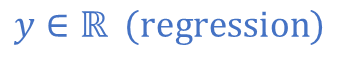 y ∈ ℝ (regression)